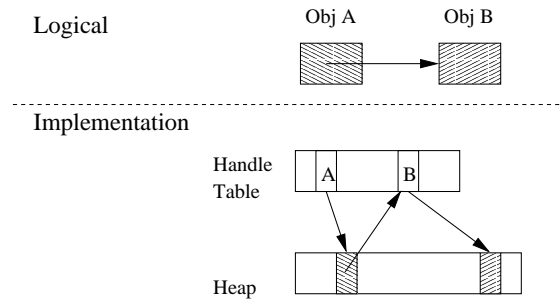 Logical
Obj A
Obj B
Implementation
Handle
Table
A
B
Heap